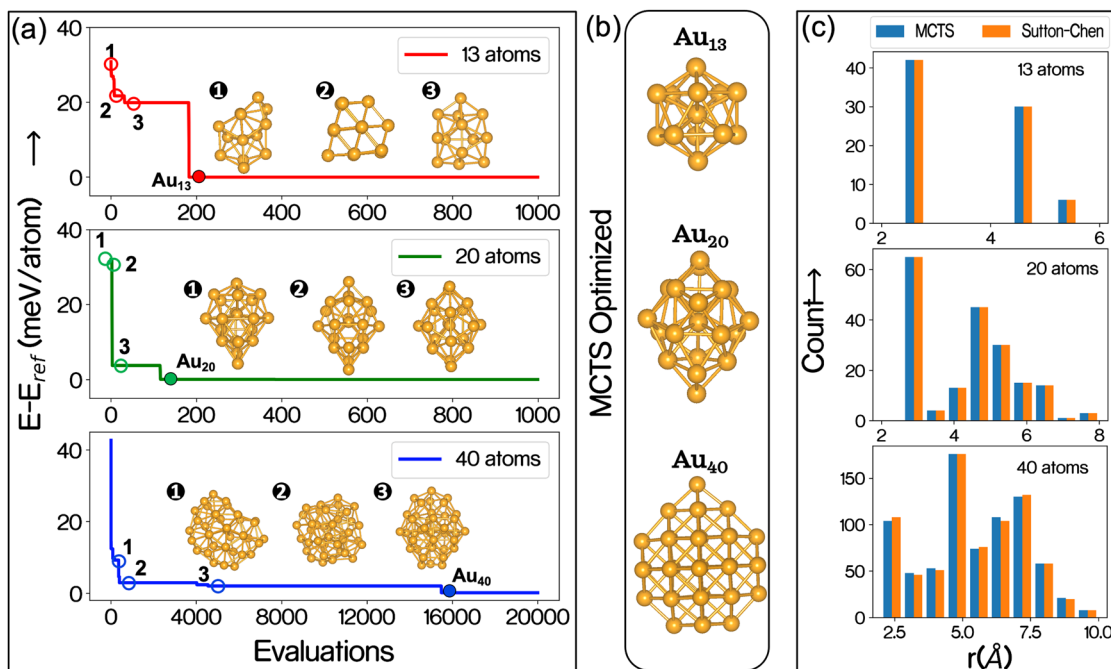 (a)
E-E_ref (meV/atom) →
40
20
0
1
2
3
13 atoms
❶ ❷ ❸
Au13
0 200 400 600 800 1000
40
20
0
1
2
3
20 atoms
❶ ❷ ❸
Au20
0 200 400 600 800 1000
40
20
0
1
2
3
40 atoms
❶ ❷ ❸
Au40
0 4000 8000 12000 16000 20000
Evaluations
(b)
MCTS Optimized
Au13
Au20
Au40
(c)
MCTS Sutton-Chen
Count→
13 atoms
40
30
20
10
0
2 4 6
20 atoms
60
40
20
0
2 4 6 8
40 atoms
150
100
50
0
2.5 5.0 7.5 10.0
r(Å)